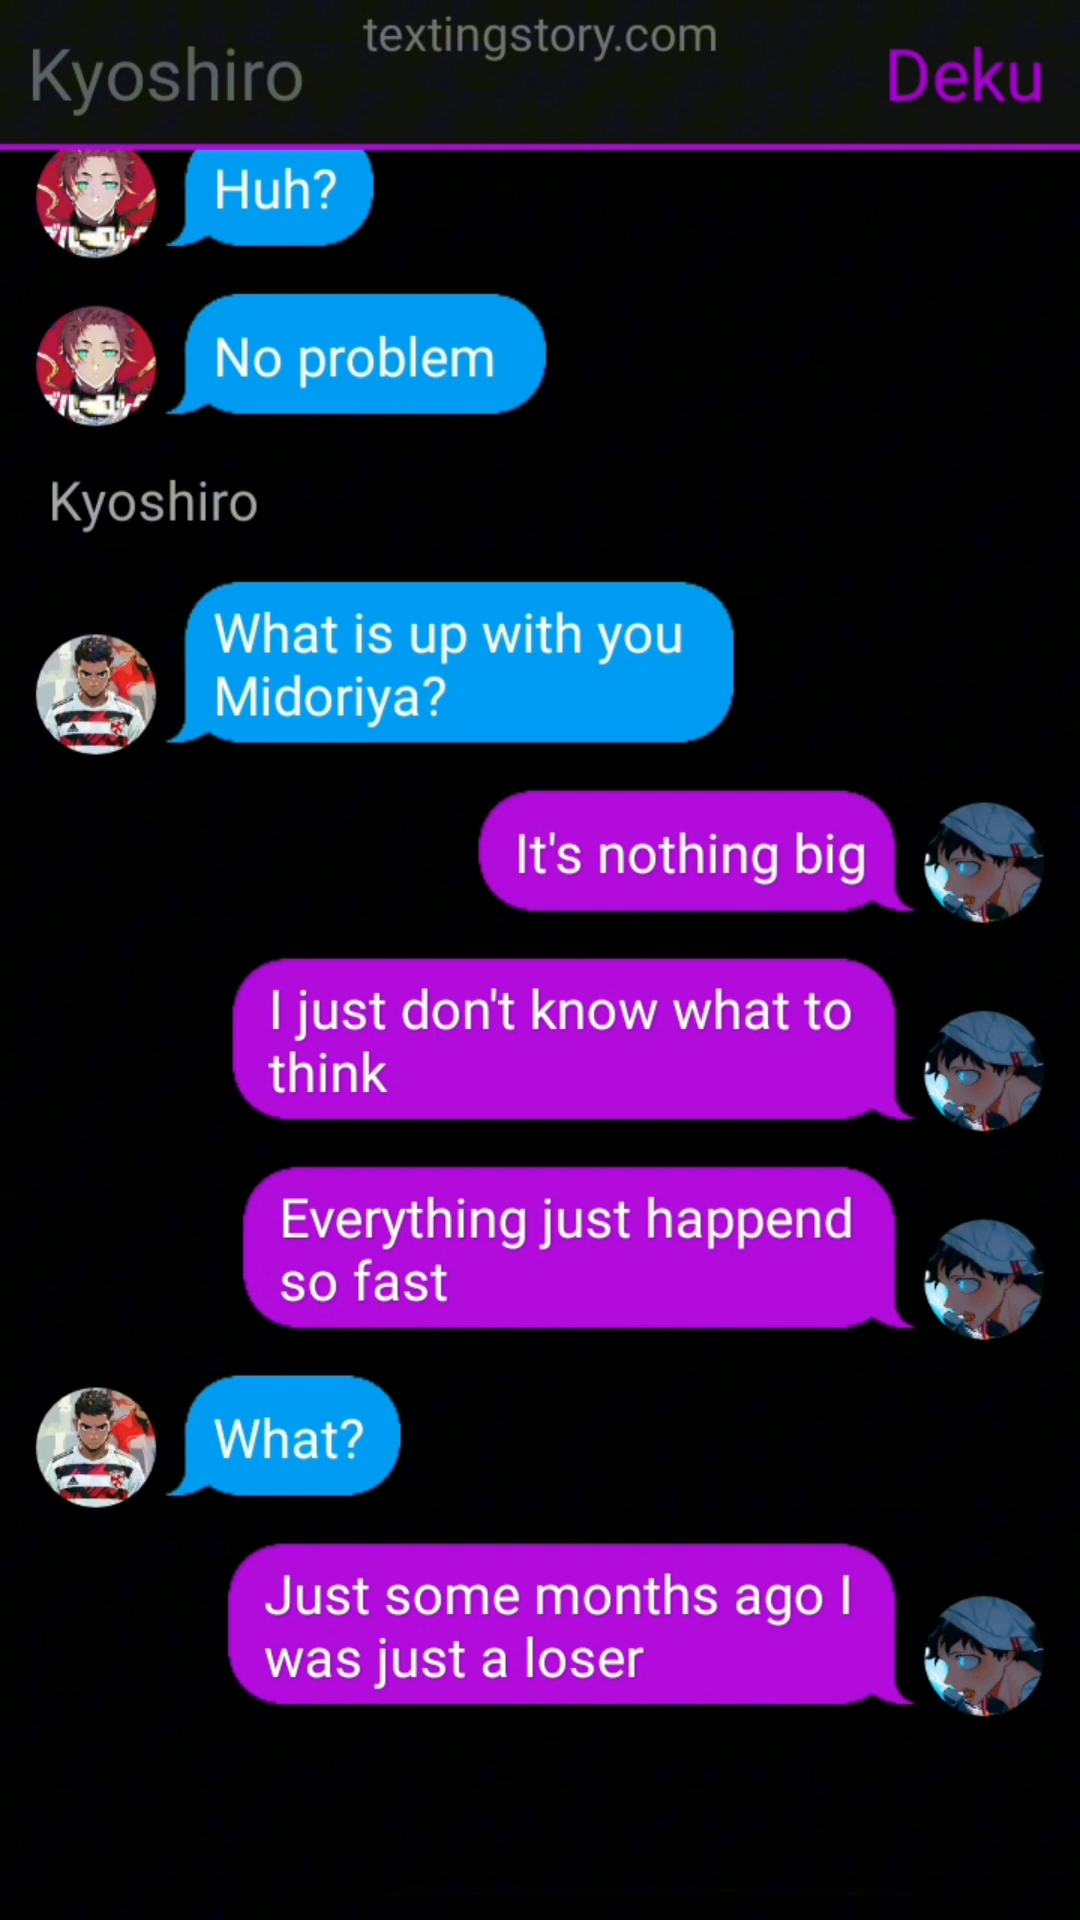 textingstory.com
Kyoshiro
Deku
Huh?
No problem
Kyoshiro
What is up with you
Midoriya?
It's nothing big
I just don't know what to
think
Everything just happend
so fast
What?
Just some months ago I
was just a loser